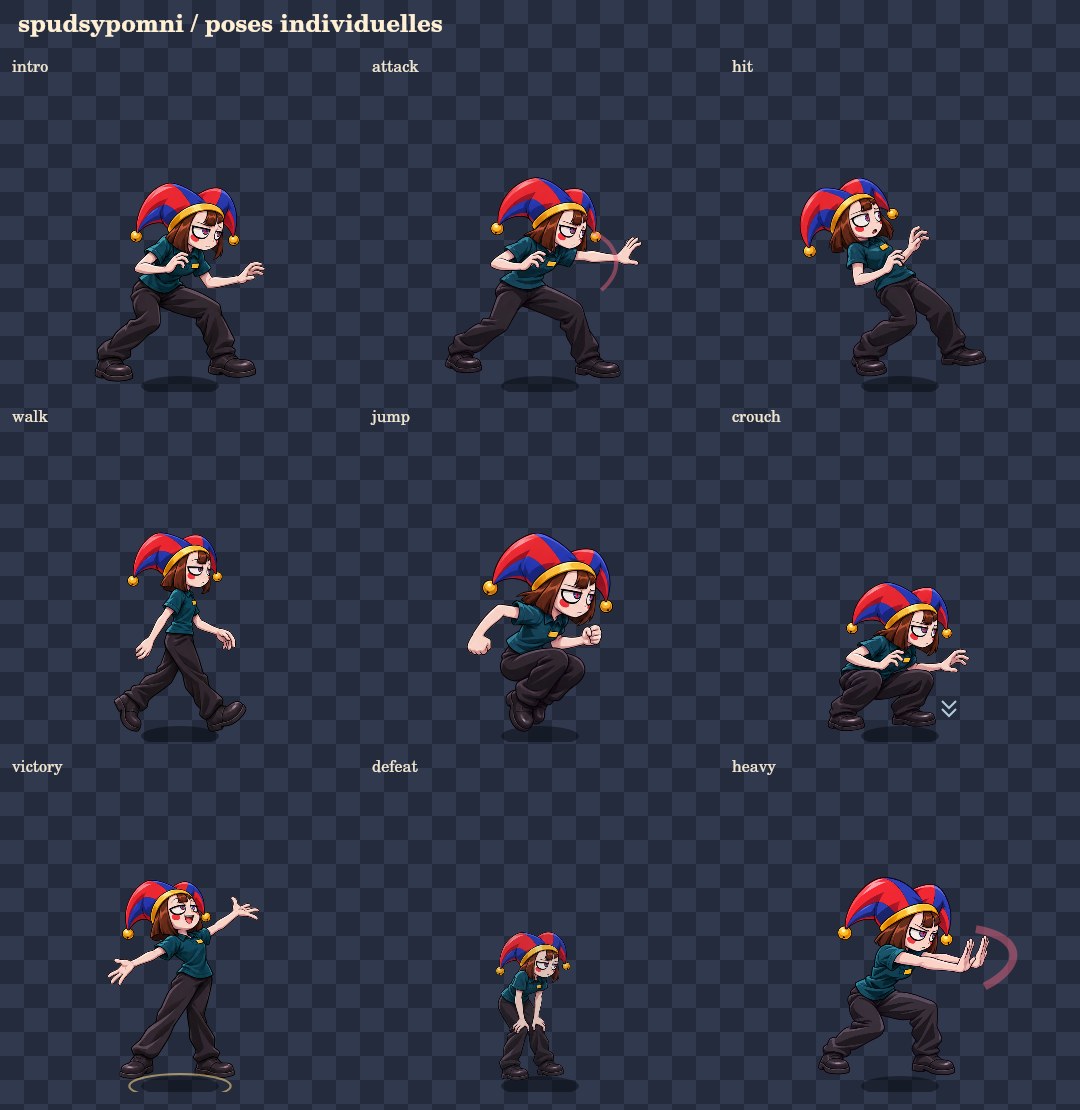 spudsypomni / poses individuelles
intro
attack
hit
walk
jump
crouch
victory
defeat
heavy